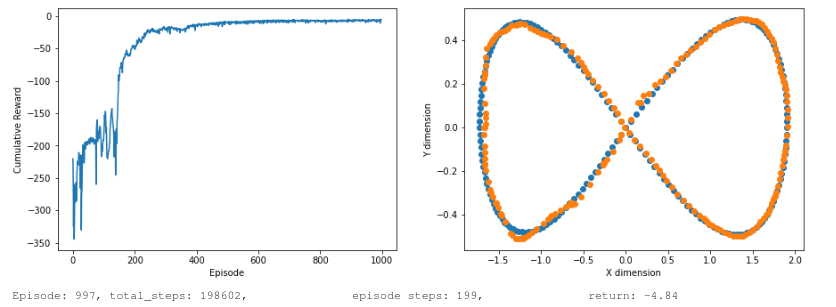 0
−50
−100
−150
−200
−250
−300
−350
Cumulative Reward
0 200 400 600 800 1000
Episode
0.4
0.2
0.0
−0.2
−0.4
Y dimension
−1.5 −1.0 −0.5 0.0 0.5 1.0 1.5 2.0
X dimension
Episode: 997, total_steps: 198602, episode steps: 199, return: -4.84